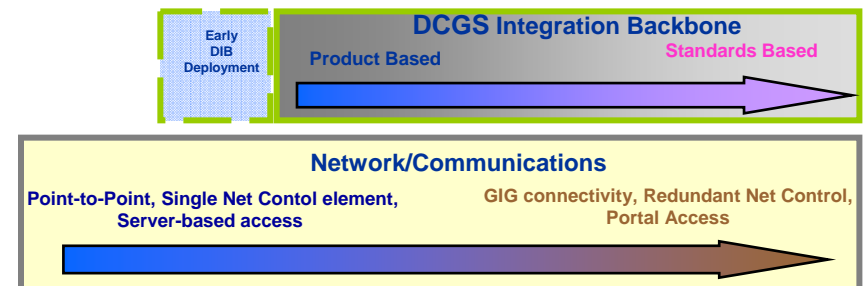 Early
DIB
Deployment
DCGS Integration Backbone
Product Based
Standards Based
Network/Communications
Point-to-Point, Single Net Contol element,
Server-based access
GIG connectivity, Redundant Net Control,
Portal Access